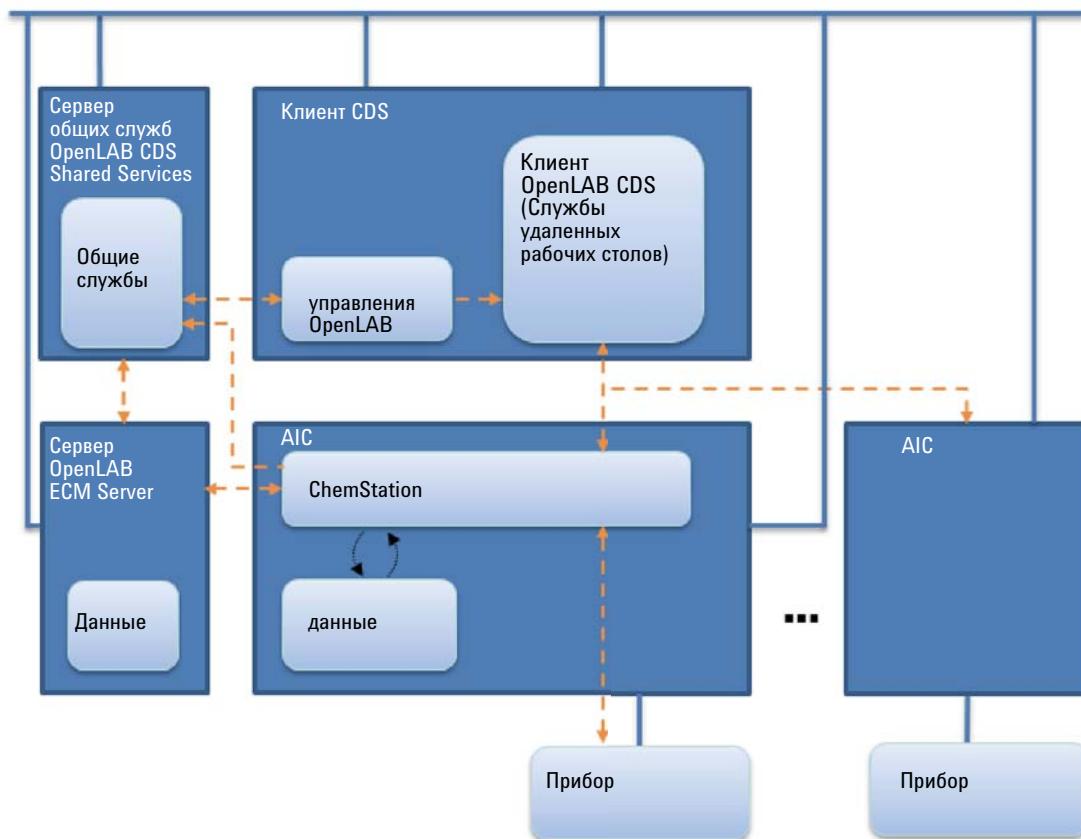 Сервер
общих служб
OpenLAB CDS
Shared Services
Общие
службы
Клиент CDS
управления
OpenLAB
Клиент
OpenLAB CDS
(Службы
удаленных
рабочих столов)
Сервер
OpenLAB
ECM Server
Данные
AIC
ChemStation
данные
AIC
Прибор
Прибор